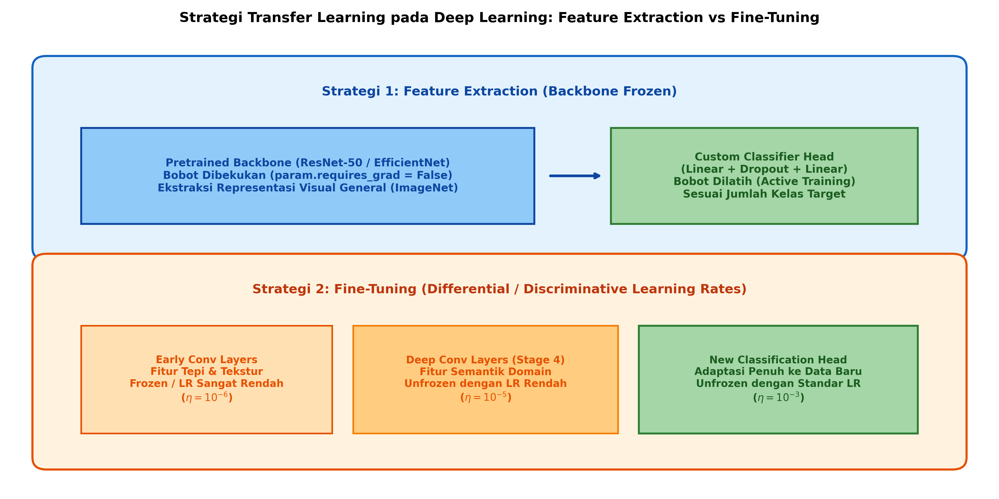 Strategi Transfer Learning pada Deep Learning: Feature Extraction vs Fine-Tuning
Strategi 1: Feature Extraction (Backbone Frozen)
Pretrained Backbone (ResNet-50 / EfficientNet)
Bobot Dibekukan (param.requires_grad = False)
Ekstraksi Representasi Visual General (ImageNet)
Custom Classifier Head
(Linear + Dropout + Linear)
Bobot Dilatih (Active Training)
Sesuai Jumlah Kelas Target
Strategi 2: Fine-Tuning (Differential / Discriminative Learning Rates)
Early Conv Layers
Fitur Tepi & Tekstur
Frozen / LR Sangat Rendah
(η = 10⁻⁶)
Deep Conv Layers (Stage 4)
Fitur Semantik Domain
Unfrozen dengan LR Rendah
(η = 10⁻⁵)
New Classification Head
Adaptasi Penuh ke Data Baru
Unfrozen dengan Standar LR
(η = 10⁻³)